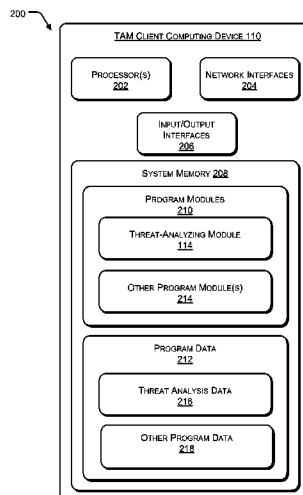 200
TAM CLIENT COMPUTING DEVICE 110
PROCESSOR(S)
202
NETWORK INTERFACES
204
INPUT/OUTPUT
INTERFACES
206
SYSTEM MEMORY 208
PROGRAM MODULES
210
THREAT-ANALYZING MODULE
114
OTHER PROGRAM MODULE(S)
214
PROGRAM DATA
212
THREAT ANALYSIS DATA
216
OTHER PROGRAM DATA
218